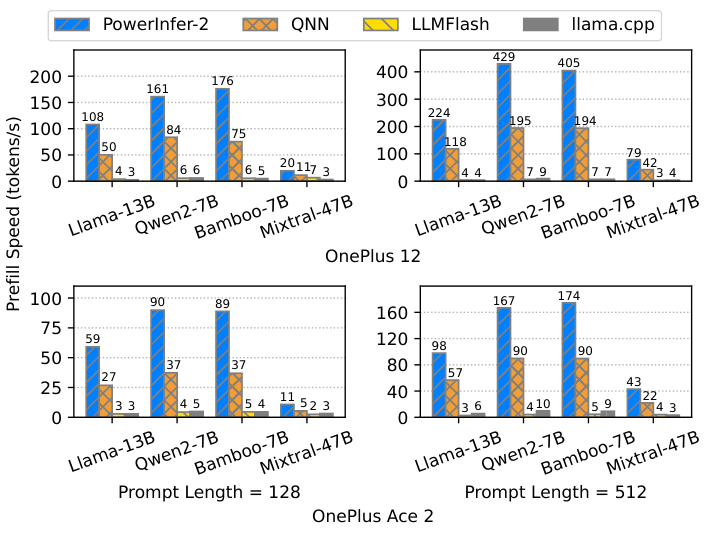 PowerInfer-2 QNN LLMFlash llama.cpp
Prefill Speed (tokens/s)
200
150
100
50
0
108 50 4 3 161 84 6 6 176 75 6 5 20 11 7 3
Llama-13B Qwen2-7B Bamboo-7B Mixtral-47B
400
300
200
100
0
224 118 4 4 429 195 7 9 405 194 7 7 79 42 3 4
Llama-13B Qwen2-7B Bamboo-7B Mixtral-47B
OnePlus 12
100
75
50
25
0
59 27 3 3 90 37 4 5 89 37 5 4 11 5 2 3
Llama-13B Qwen2-7B Bamboo-7B Mixtral-47B
Prompt Length = 128
160
120
80
40
0
98 57 3 6 167 90 4 10 174 90 5 9 43 22 4 3
Llama-13B Qwen2-7B Bamboo-7B Mixtral-47B
Prompt Length = 512
OnePlus Ace 2